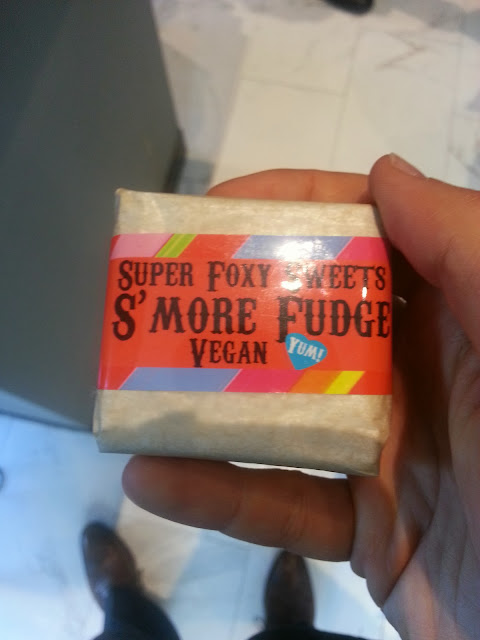 SUPER FOXY SWEETS
S'MORE FUDGE
VEGAN
YUM!